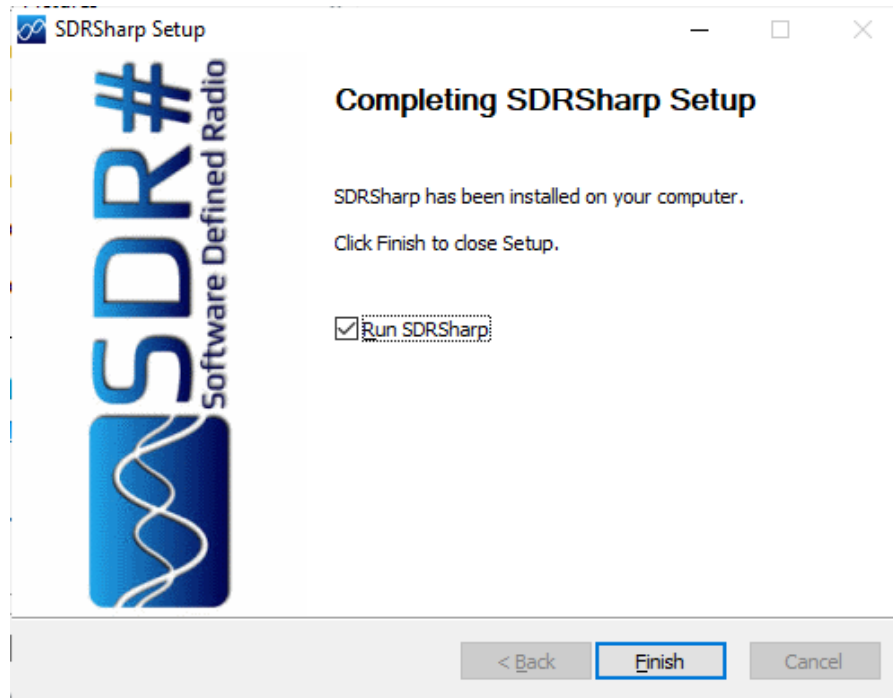 SDRSharp Setup
SDR#
Software Defined Radio
Completing SDRSharp Setup
SDRSharp has been installed on your computer.
Click Finish to close Setup.
Run SDRSharp
< Back
Finish
Cancel